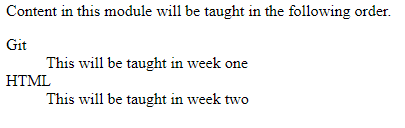 Content in this module will be taught in the following order.
Git
This will be taught in week one
HTML
This will be taught in week two